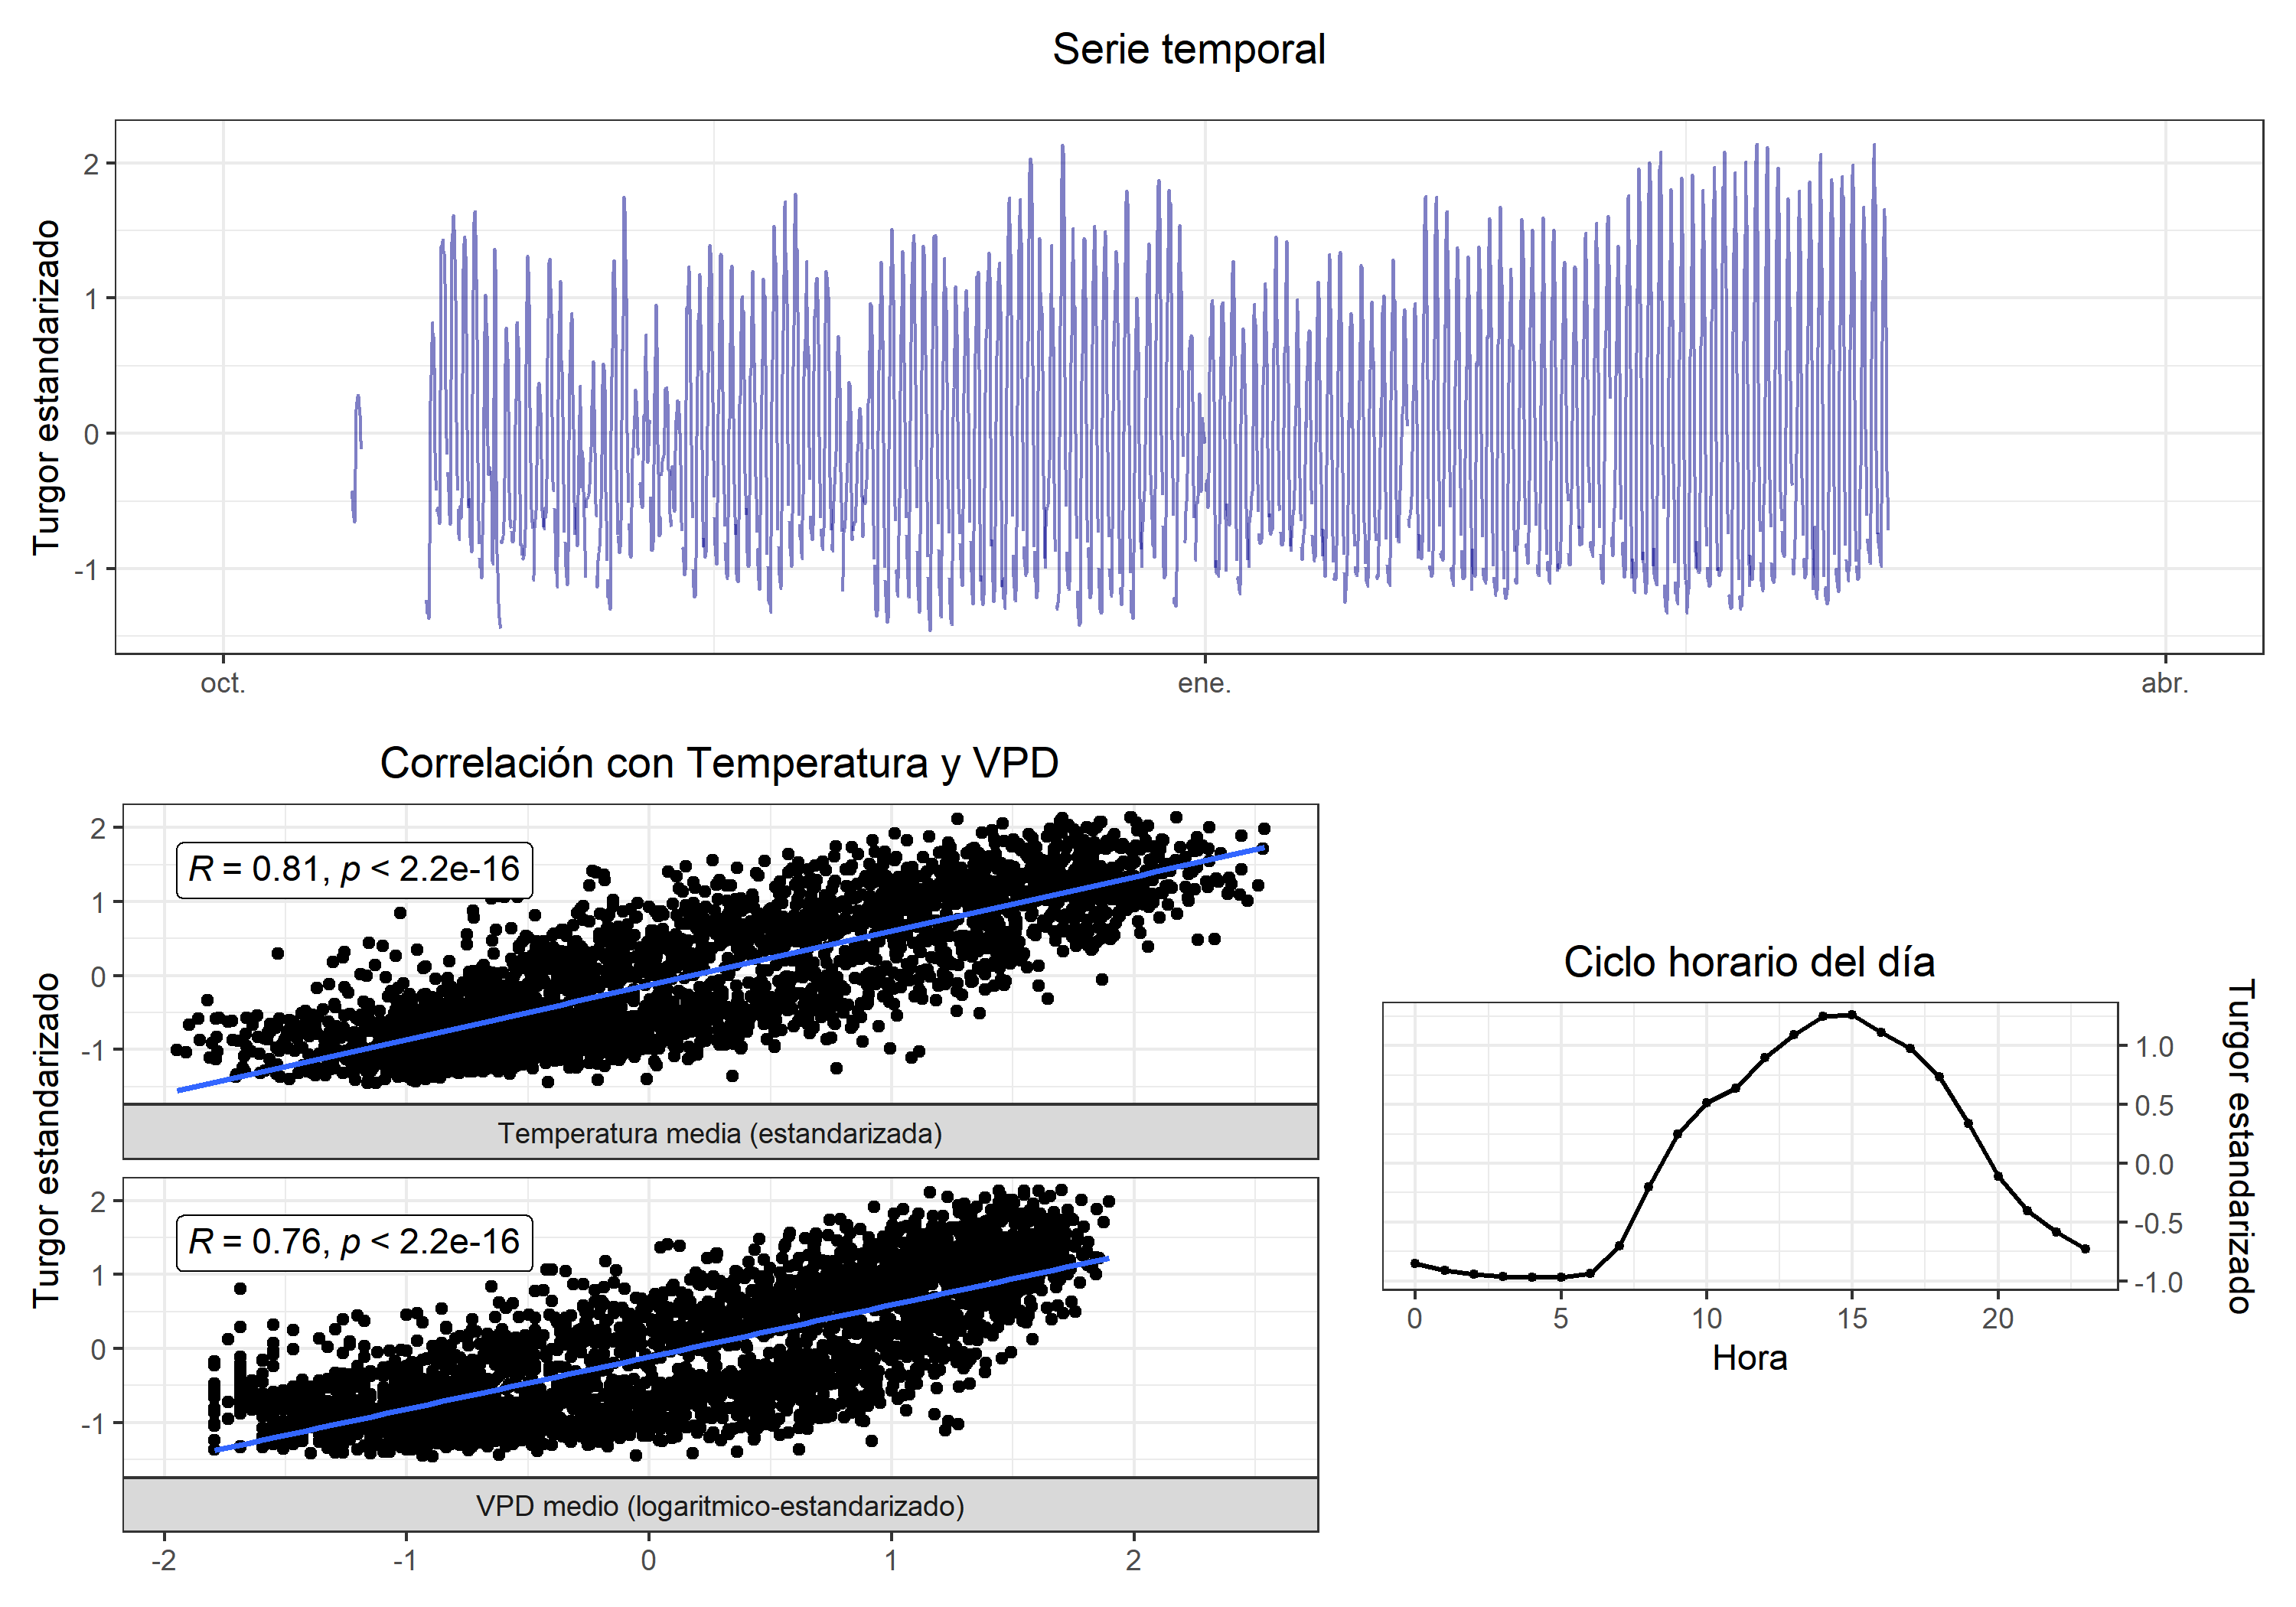 Serie temporal
Turgor estandarizado
2
1
0
-1
oct.
ene.
abr.
Correlación con Temperatura y VPD
Turgor estandarizado
2
1
0
-1
R = 0.81, p < 2.2e-16
Temperatura media (estandarizada)
2
1
0
-1
R = 0.76, p < 2.2e-16
VPD medio (logaritmico-estandarizado)
-2
-1
0
1
2
Ciclo horario del día
1.0
0.5
0.0
-0.5
-1.0
Turgor estandarizado
0
5
10
15
20
Hora